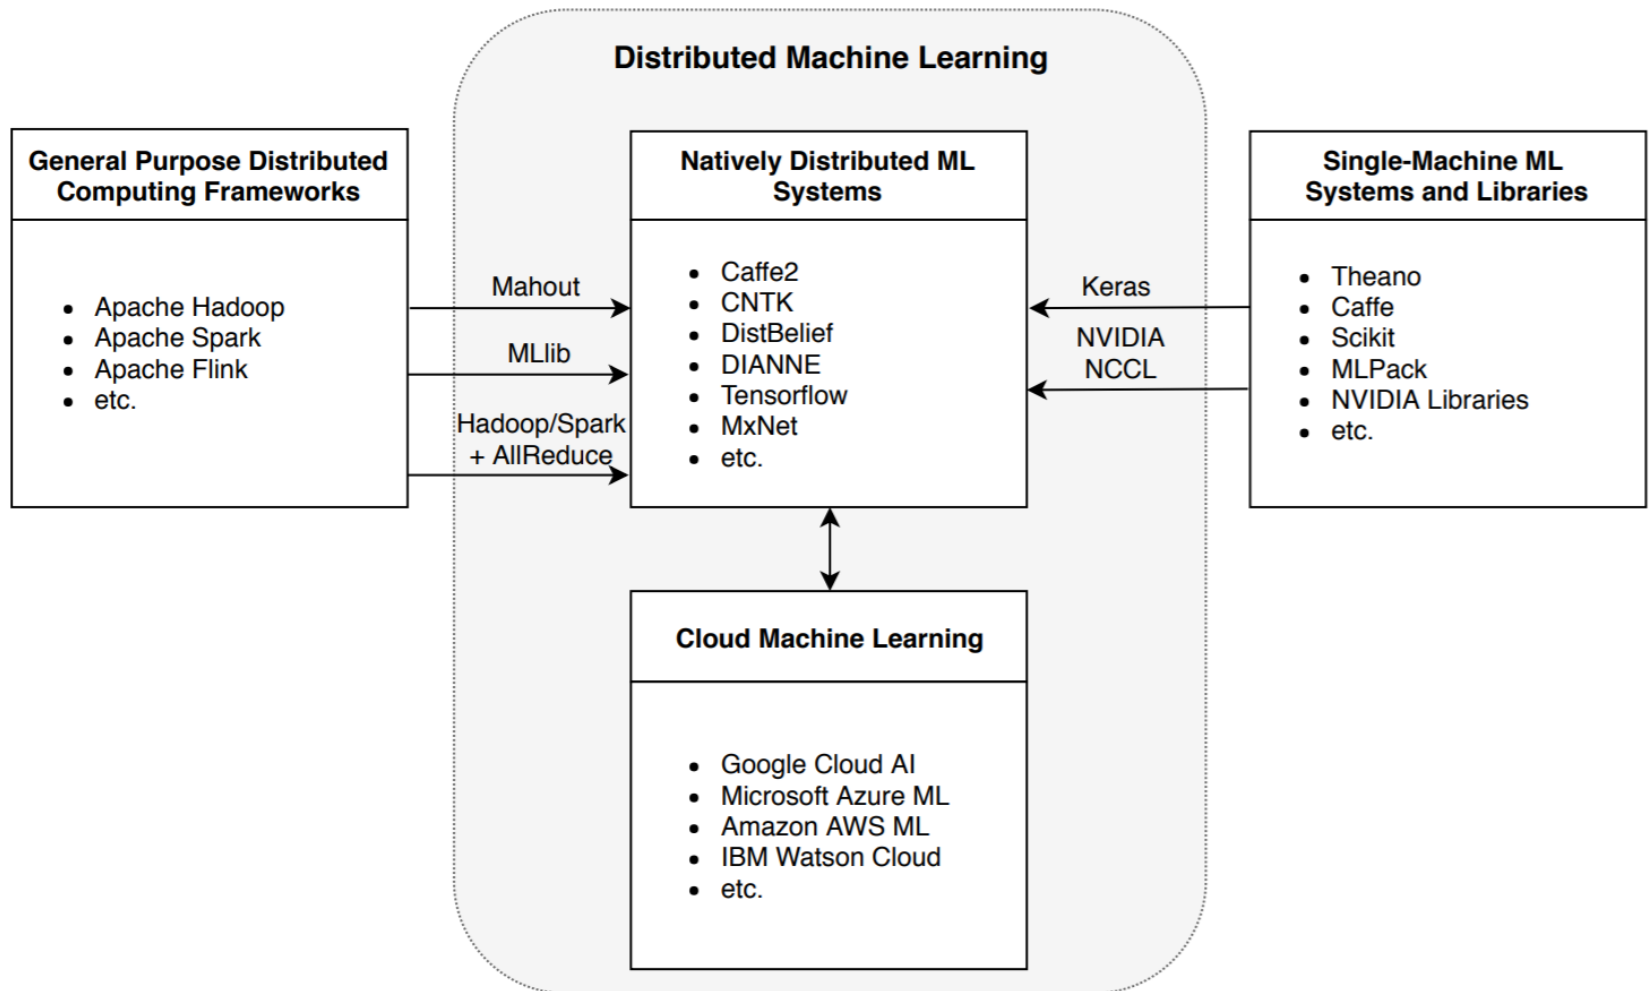 Distributed Machine Learning
General Purpose Distributed
Computing Frameworks
• Apache Hadoop
• Apache Spark
• Apache Flink
• etc.
Mahout
MLlib
Hadoop/Spark
+ AllReduce
Natively Distributed ML
Systems
• Caffe2
• CNTK
• DistBelief
• DIANNE
• Tensorflow
• MxNet
• etc.
Keras
NVIDIA
NCCL
Single-Machine ML
Systems and Libraries
• Theano
• Caffe
• Scikit
• MLPack
• NVIDIA Libraries
• etc.
Cloud Machine Learning
• Google Cloud AI
• Microsoft Azure ML
• Amazon AWS ML
• IBM Watson Cloud
• etc.